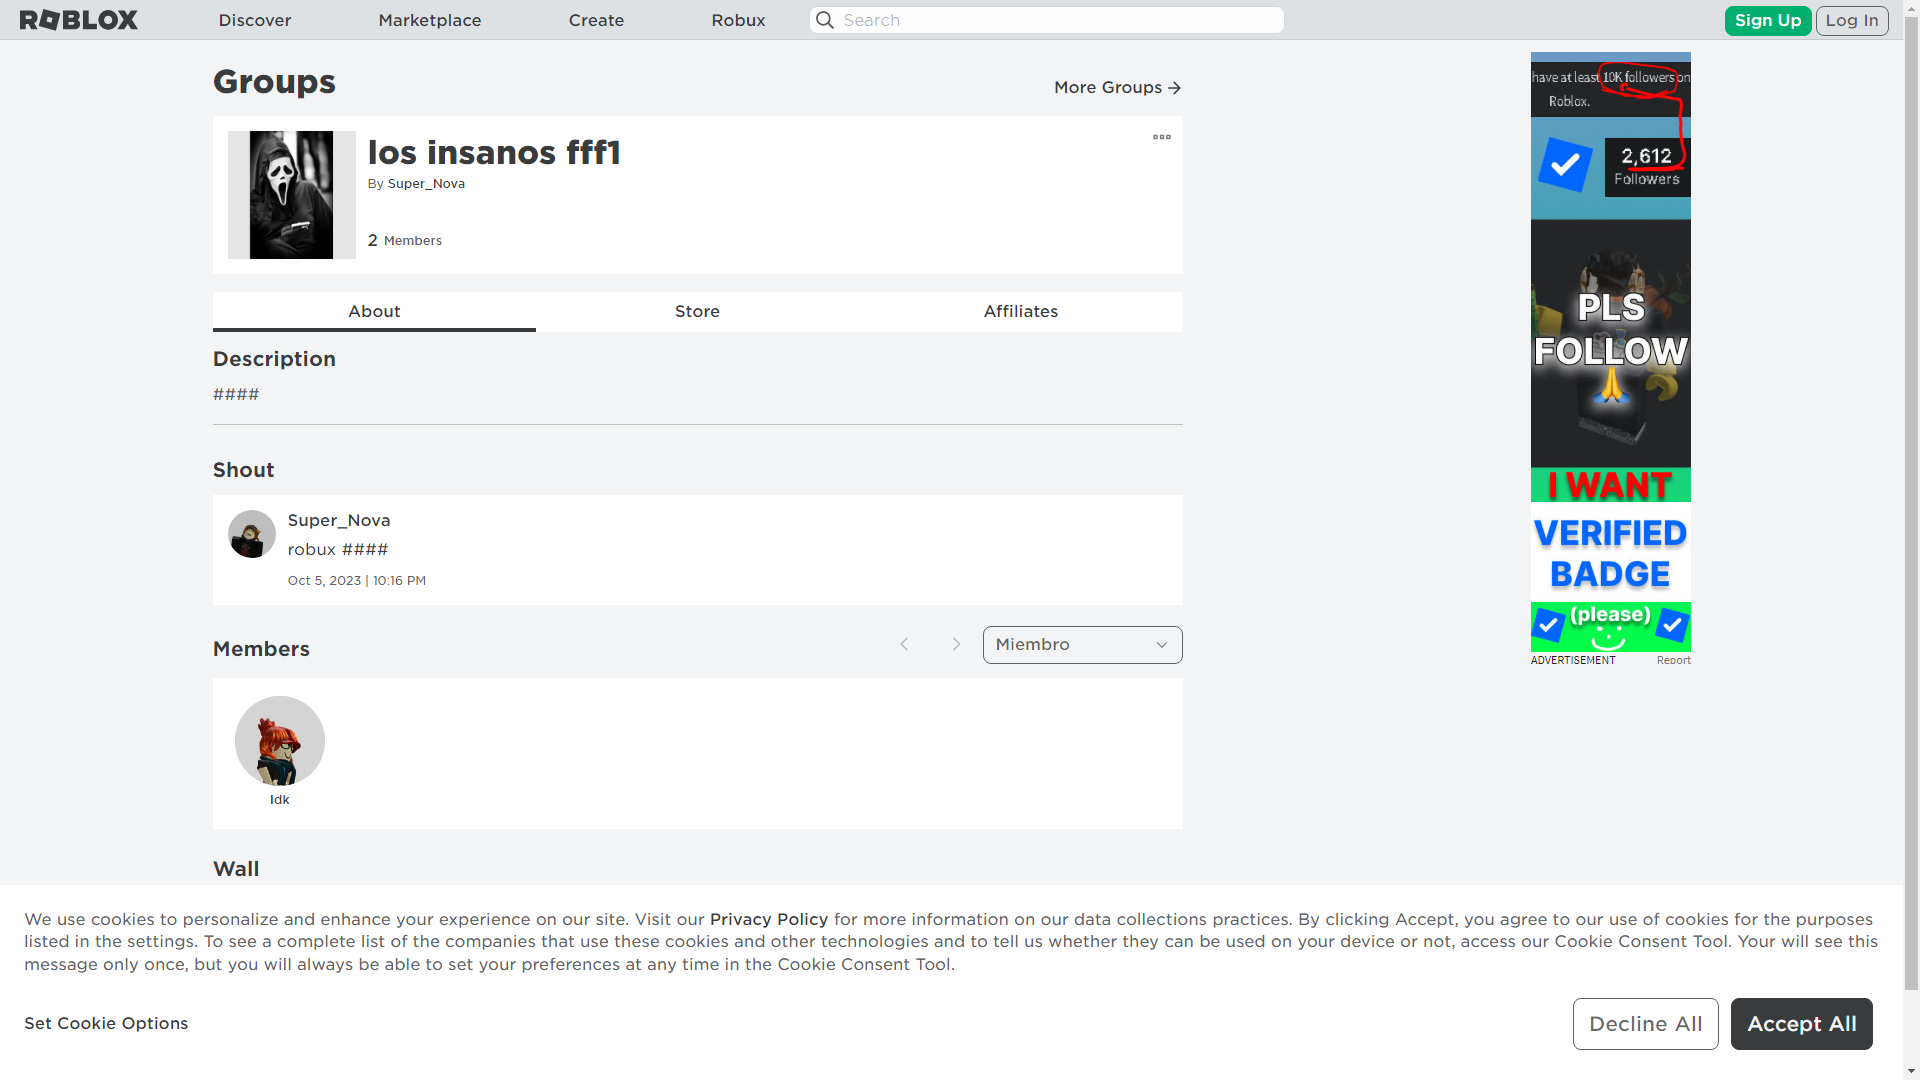 ROBLOX
Discover
Marketplace
Create
Robux
Search
Sign Up
Log In
Groups
More Groups
los insanos fff1
By Super_Nova
2 Members
About
Store
Affiliates
Description
####
Shout
Super_Nova
robux ####
Oct 5, 2023 | 10:16 PM
Members
Miembro
Idk
Wall
have at least 10K followers on
Roblox.
2,612
Followers
PLS
FOLLOW
I WANT
VERIFIED
BADGE
(please)
ADVERTISEMENT
Report
We use cookies to personalize and enhance your experience on our site. Visit our Privacy Policy for more information on our data collections practices. By clicking Accept, you agree to our use of cookies for the purposes
listed in the settings. To see a complete list of the companies that use these cookies and other technologies and to tell us whether they can be used on your device or not, access our Cookie Consent Tool. Your will see this
message only once, but you will always be able to set your preferences at any time in the Cookie Consent Tool.
Set Cookie Options
Decline All
Accept All